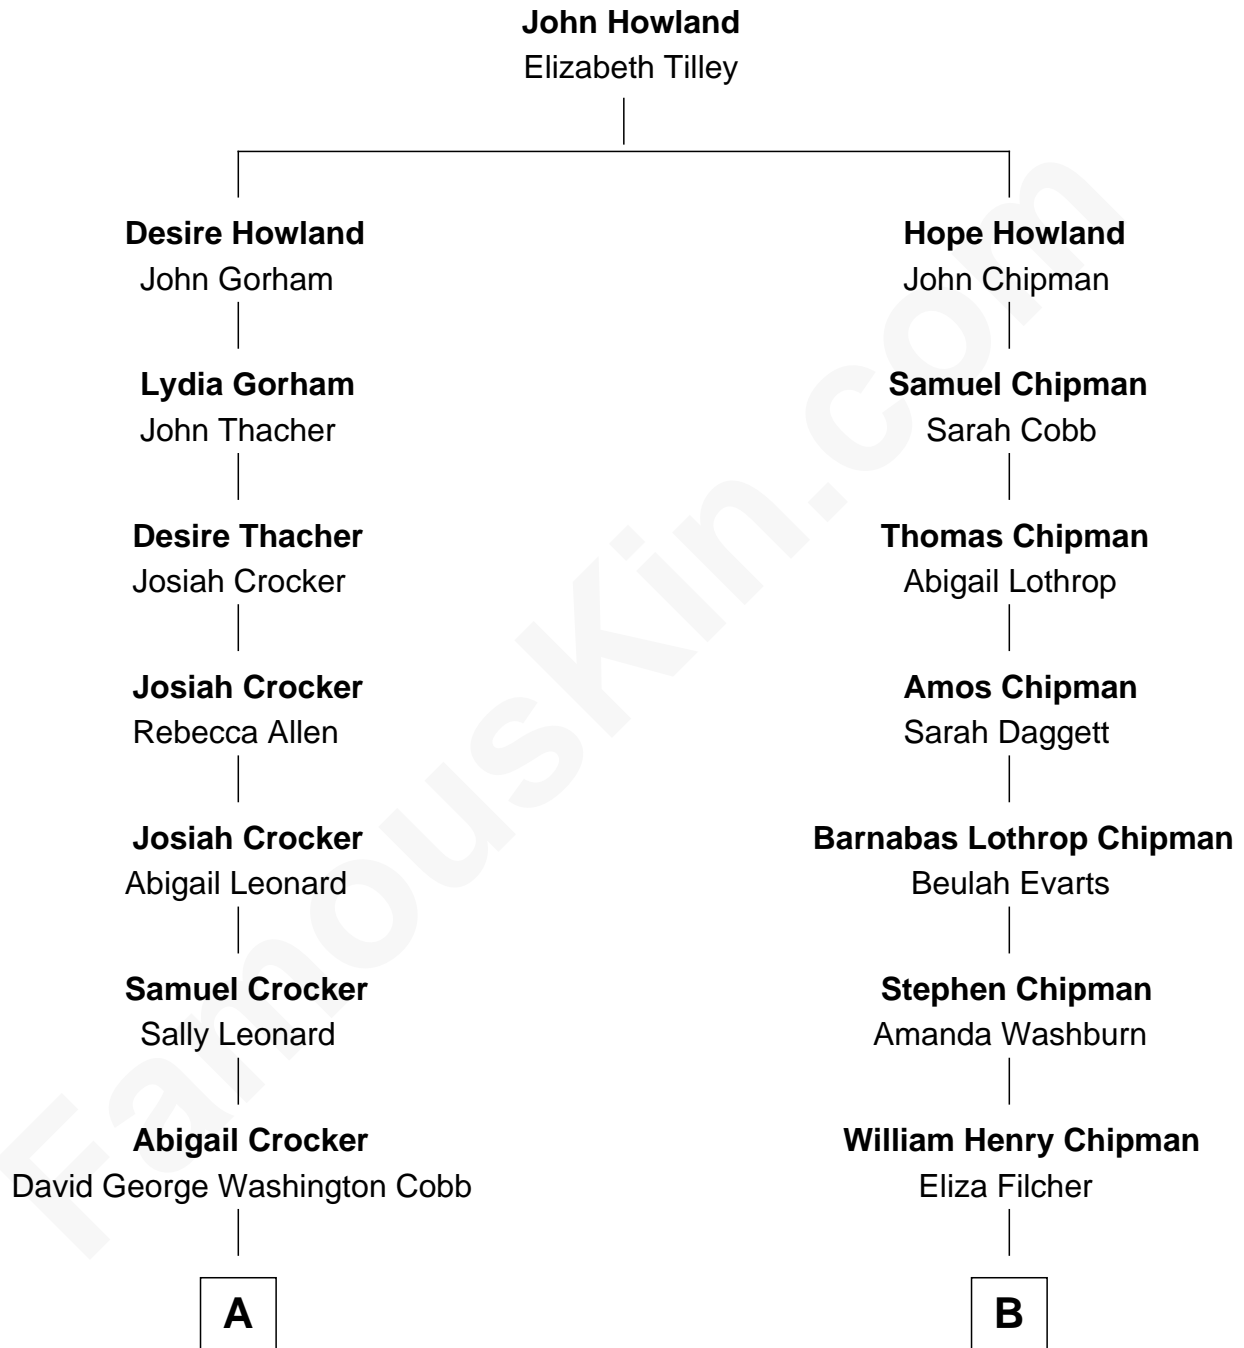 John Howland
Elizabeth Tilley
Desire Howland
John Gorham
Lydia Gorham
John Thacher
Desire Thacher
Josiah Crocker
Josiah Crocker
Rebecca Allen
Josiah Crocker
Abigail Leonard
Samuel Crocker
Sally Leonard
Abigail Crocker
David George Washington Cobb
A
Hope Howland
John Chipman
Samuel Chipman
Sarah Cobb
Thomas Chipman
Abigail Lothrop
Amos Chipman
Sarah Daggett
Barnabas Lothrop Chipman
Beulah Evarts
Stephen Chipman
Amanda Washburn
William Henry Chipman
Eliza Filcher
B
FamousKin.com